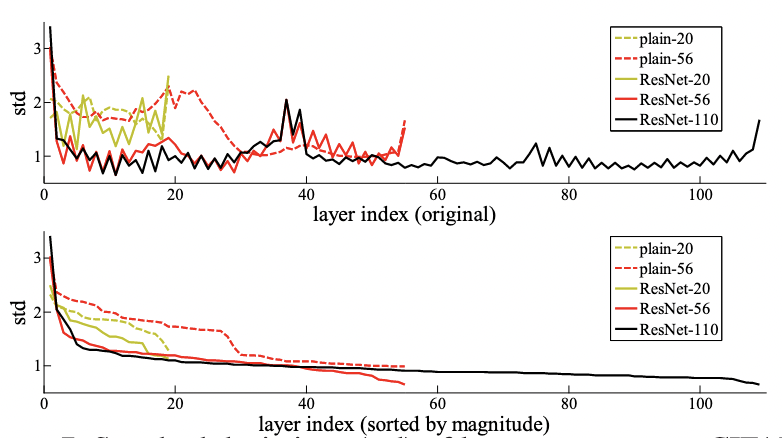 3
2
1
std
20
40
60
80
100
layer index (original)
plain-20
plain-56
ResNet-20
ResNet-56
ResNet-110
3
2
1
std
20
40
60
80
100
layer index (sorted by magnitude)
plain-20
plain-56
ResNet-20
ResNet-56
ResNet-110